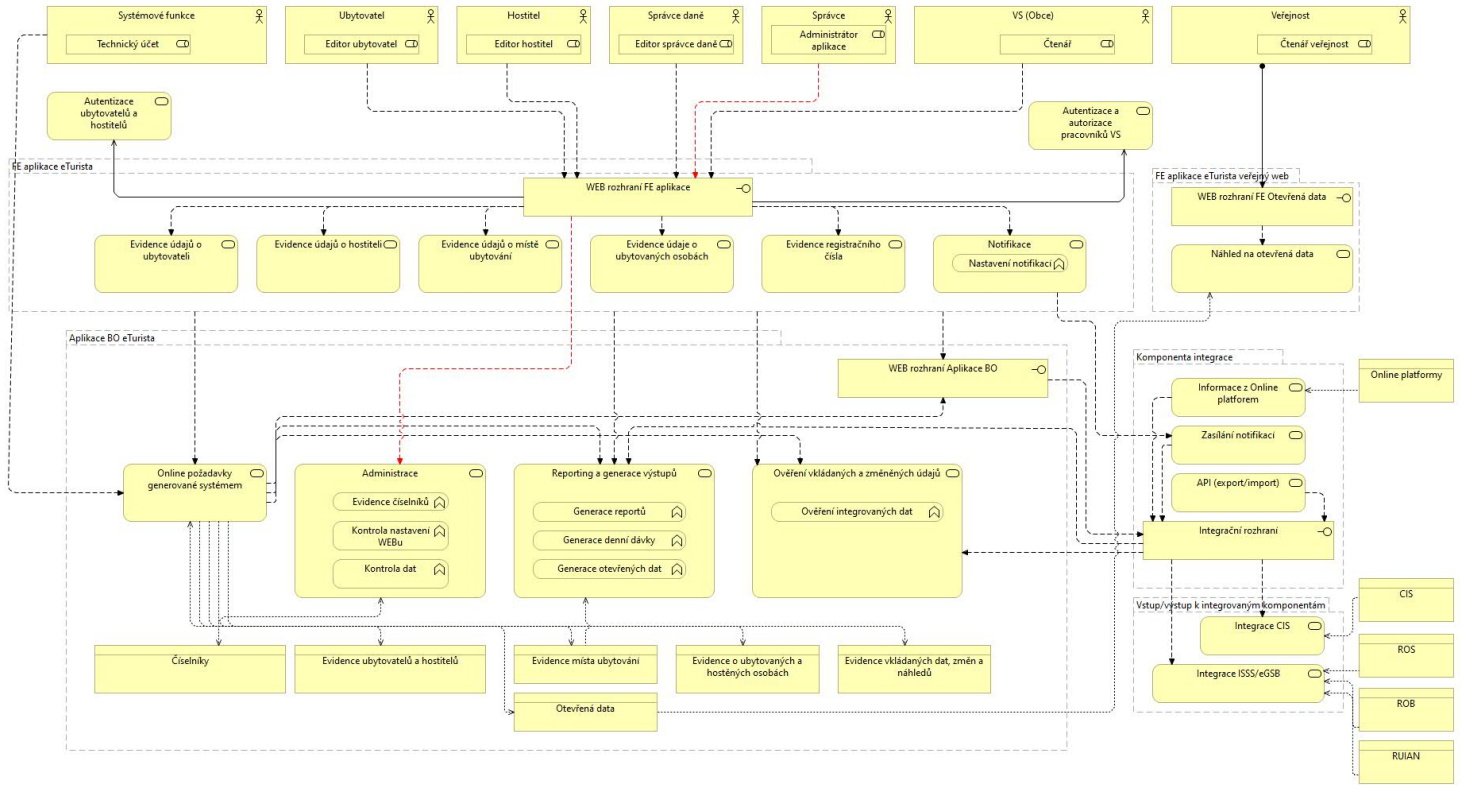 Systémové funkce
Technický účet
Ubytovatel
Editor ubytovatel
Hostitel
Editor hostitel
Správce daně
Editor správce daně
Správce
Administrátor
aplikace
VS (Obce)
Čtenář
Veřejnost
Čtenář veřejnost
Autentizace
ubytovatelů a
hostitelů
Autentizace a
autorizace
pracovníků VS
FE aplikace eTurista
WEB rozhraní FE aplikace
FE aplikace eTurista veřejný web
WEB rozhraní FE Otevřená data
Náhled na otevřená data
Evidence údajů o
ubytovateli
Evidence údajů o hostiteli
Evidence údajů o místě
ubytování
Evidence údaje o
ubytovaných osobách
Evidence registračního
čísla
Notifikace
Nastavení notifikací
Aplikace BO eTurista
WEB rozhraní Aplikace BO
Komponenta integrace
Informace z Online
platforem
Online platformy
Zasílání notifikací
API (export/import)
Integrační rozhraní
Online požadavky
generované systémem
Administrace
Evidence číselníků
Kontrola nastavení
WEBu
Kontrola dat
Reporting a generace výstupů
Generace reportů
Generace denní dávky
Generace otevřených dat
Ověření vkládaných a změněných údajů
Ověření integrovaných dat
Vstup/výstup k integrovaným komponentám
Integrace CIS
Integrace ISSS/eGSB
CIS
ROS
ROB
RUIAN
Číselníky
Evidence ubytovatelů a hostitelů
Evidence místa ubytování
Evidence o ubytovaných a
hostěných osobách
Evidence vkládaných dat, změn a
náhledů
Otevřená data